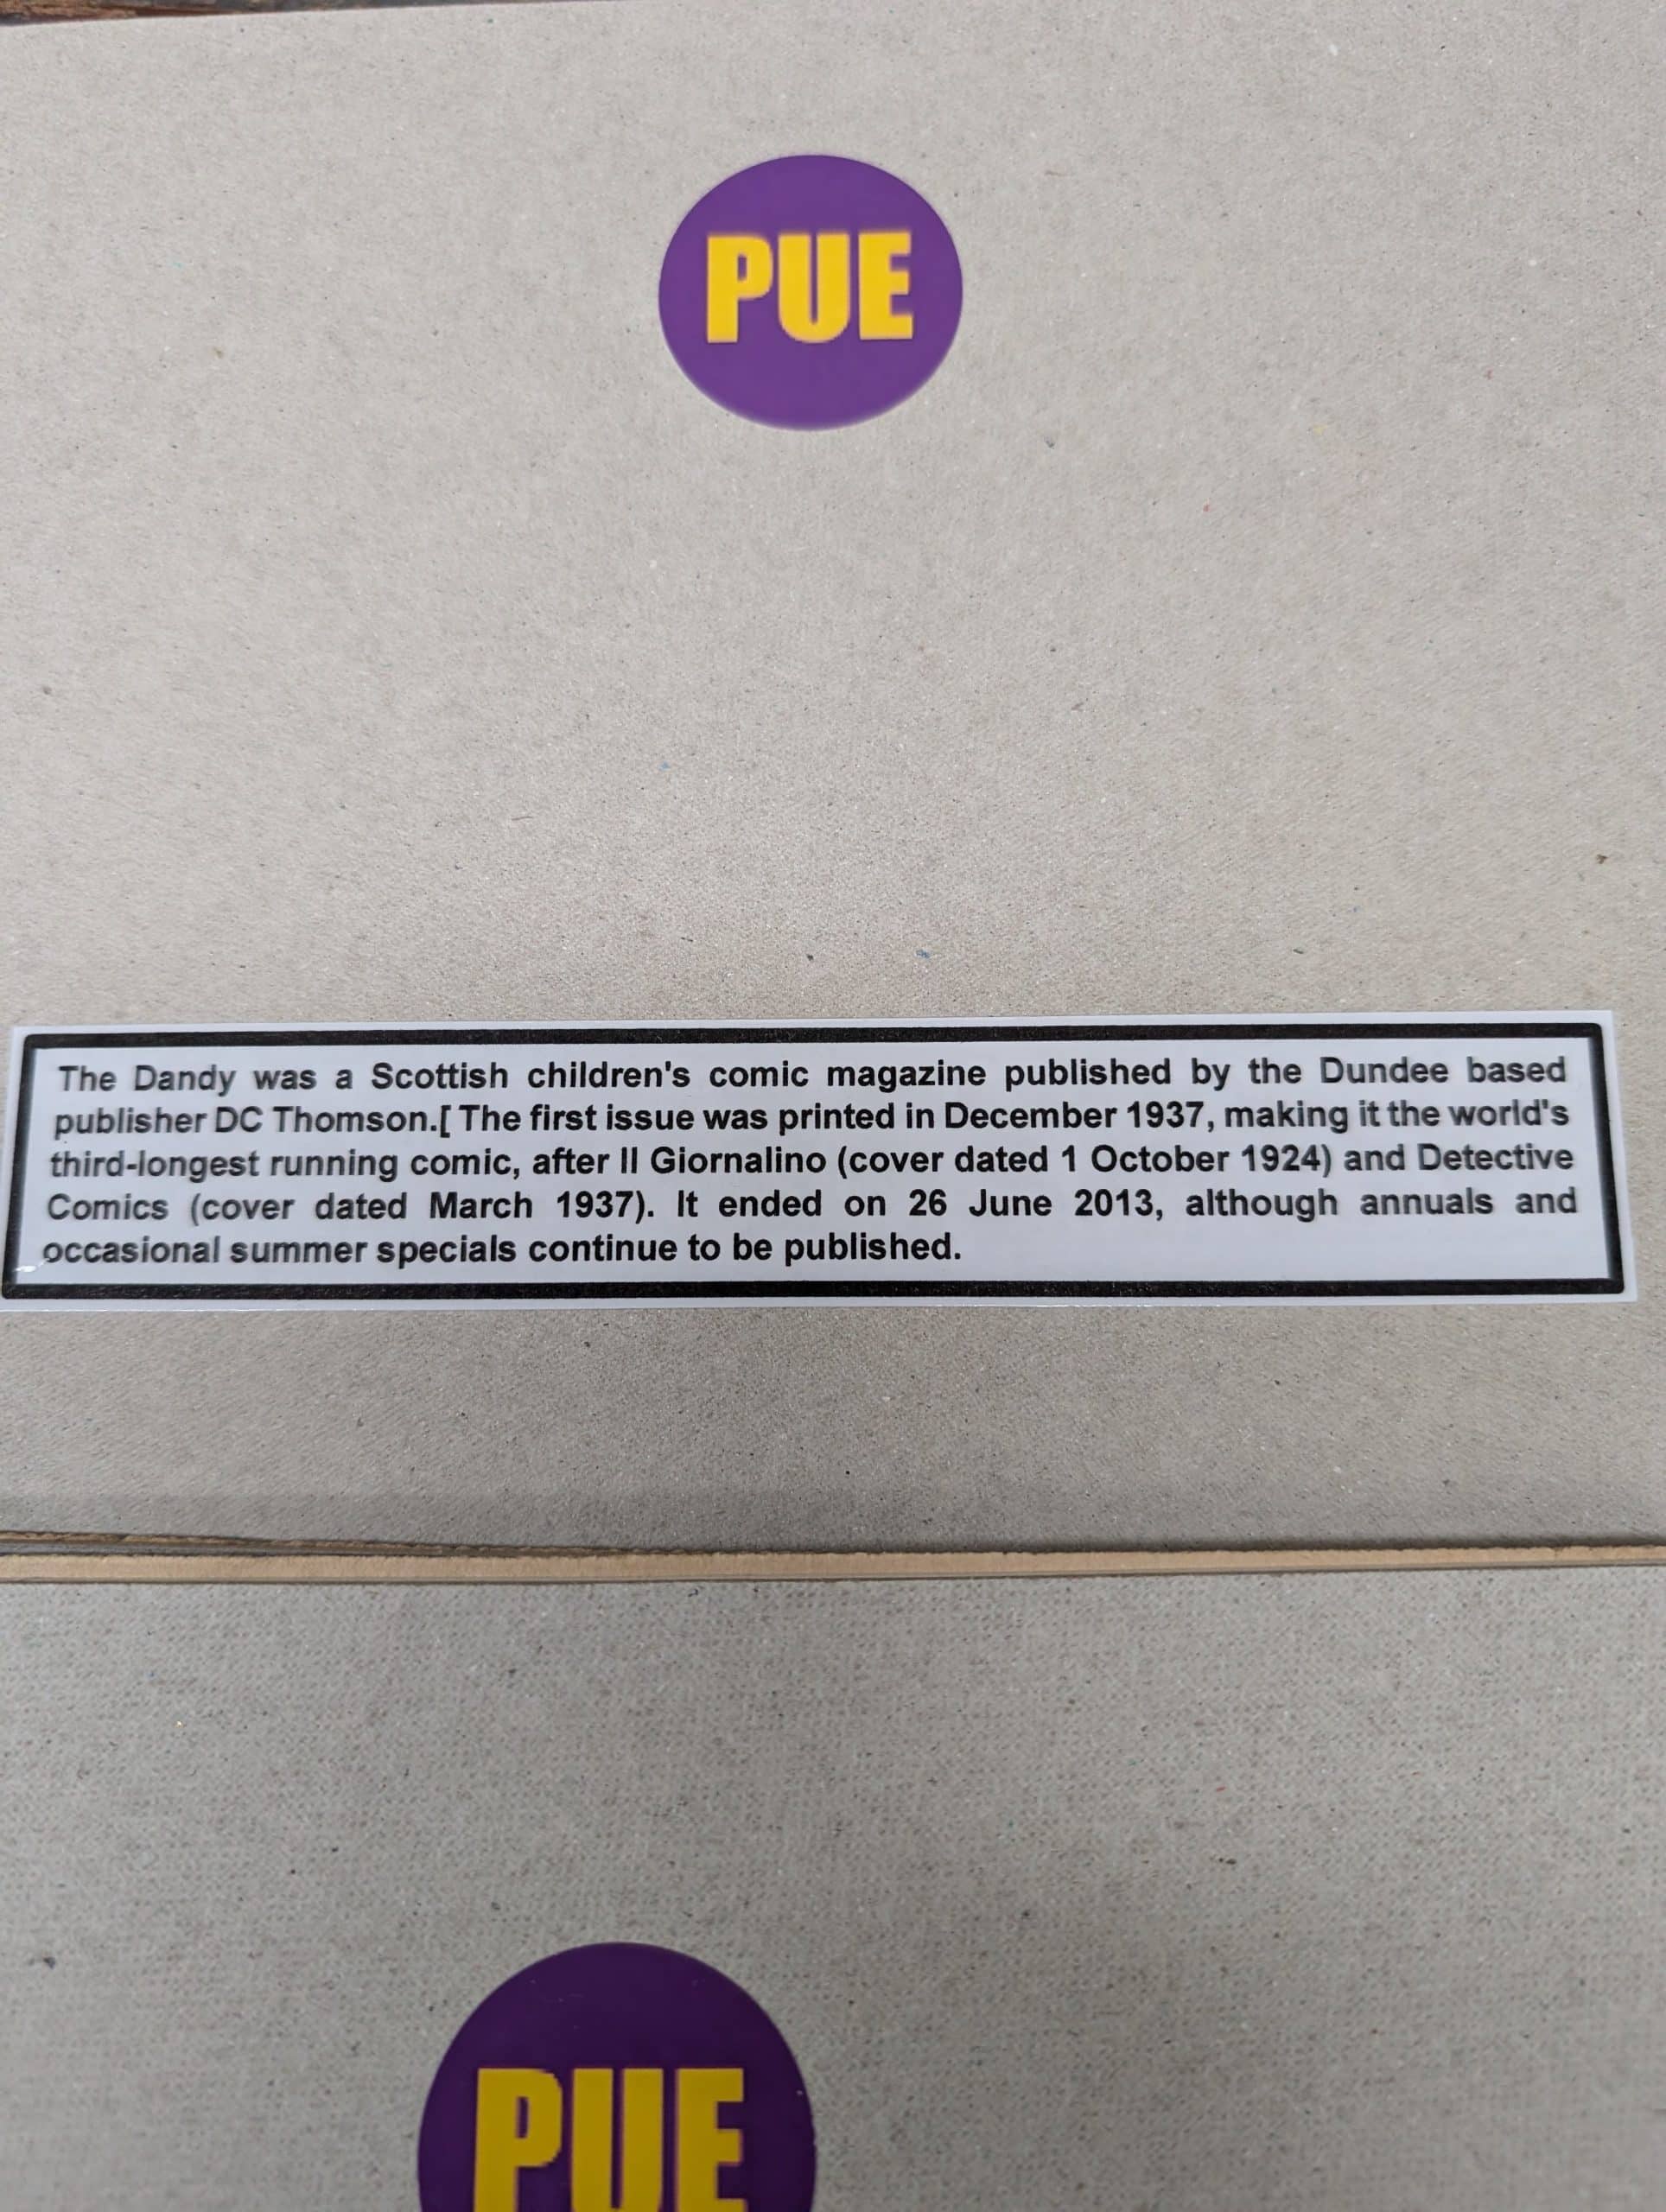 PUE
The Dandy was a Scottish children's comic magazine published by the Dundee based
publisher DC Thomson.[ The first issue was printed in December 1937, making it the world's
third-longest running comic, after Il Giornalino (cover dated 1 October 1924) and Detective
Comics (cover dated March 1937). It ended on 26 June 2013, although annuals and
occasional summer specials continue to be published.
PUE